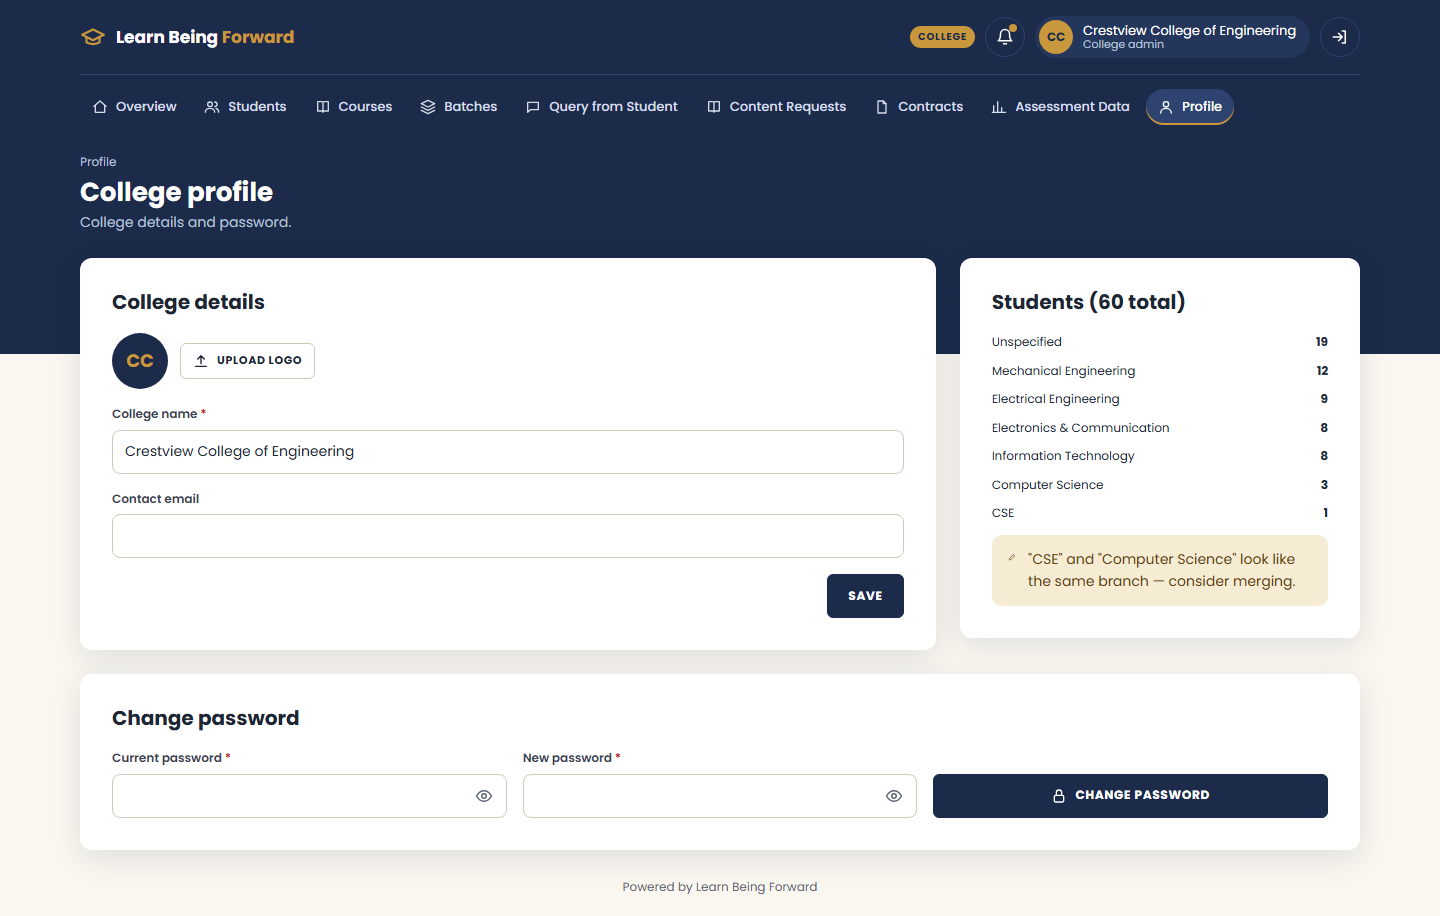 Learn Being Forward
COLLEGE
CC
Crestview College of Engineering
College admin
Overview
Students
Courses
Batches
Query from Student
Content Requests
Contracts
Assessment Data
Profile
Profile
College profile
College details and password.
College details
CC
UPLOAD LOGO
College name *
Crestview College of Engineering
Contact email
SAVE
Students (60 total)
Unspecified 19
Mechanical Engineering 12
Electrical Engineering 9
Electronics & Communication 8
Information Technology 8
Computer Science 3
CSE 1
"CSE" and "Computer Science" look like
the same branch — consider merging.
Change password
Current password *
New password *
CHANGE PASSWORD
Powered by Learn Being Forward